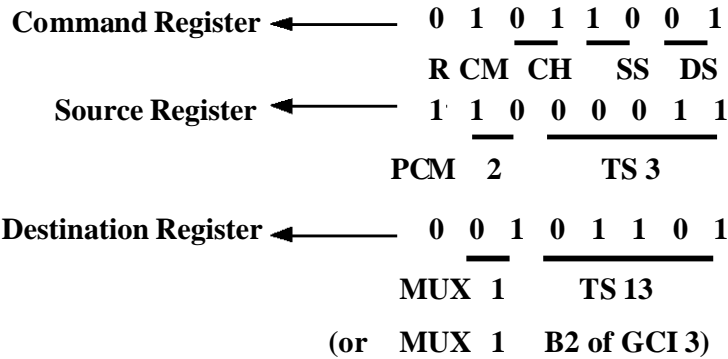 Command Register 0 1 0 1 1 0 0 1
R CM CH SS DS
Source Register 1 1 0 0 0 0 1 1
PCM 2 TS 3
Destination Register 0 0 1 0 1 1 0 1
MUX 1 TS 13
(or MUX 1 B2 of GCI 3)